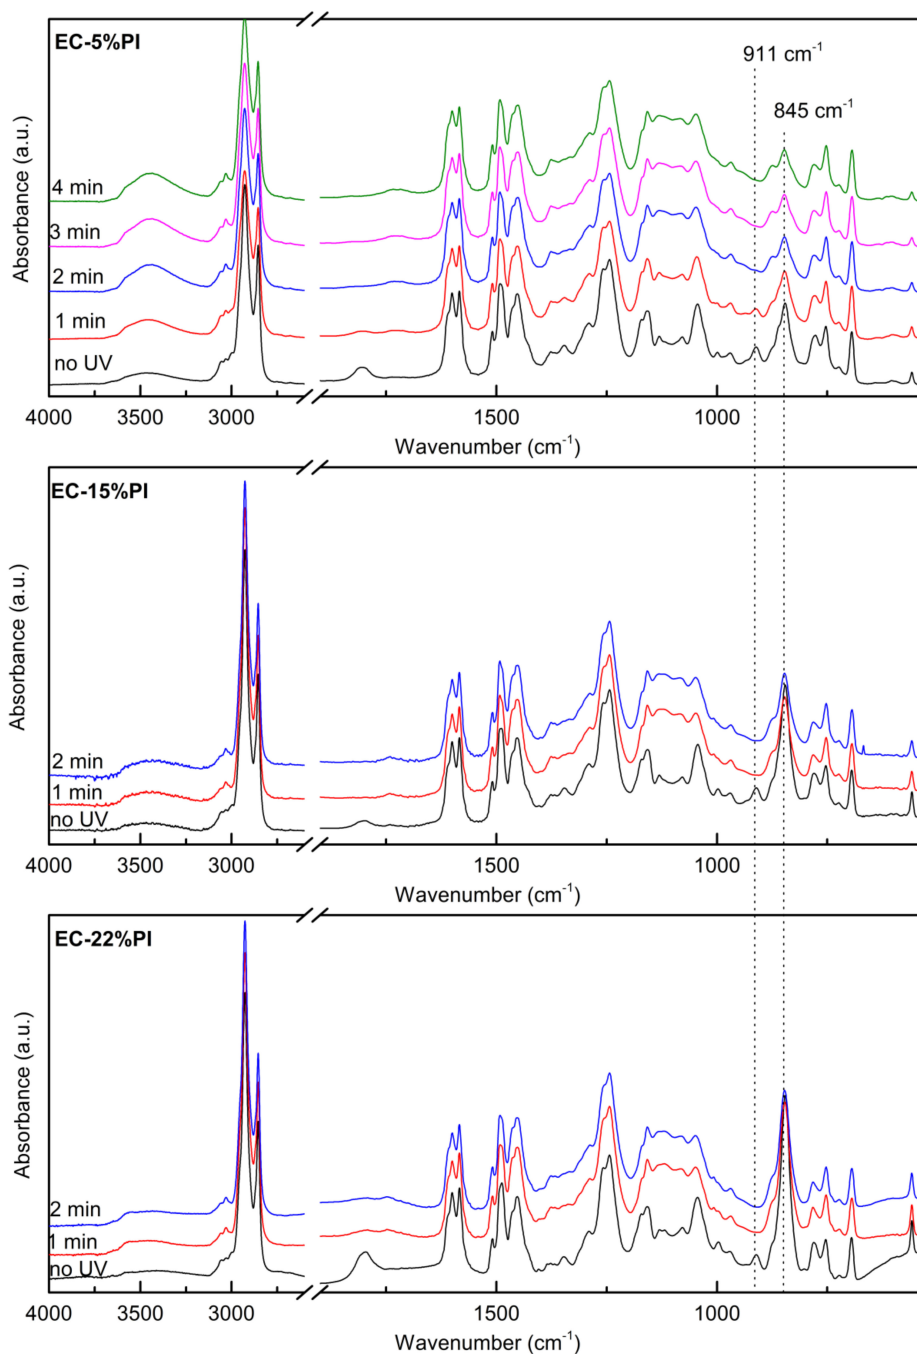 EC-5%PI
911 cm⁻¹
845 cm⁻¹
4 min
3 min
2 min
1 min
no UV
Absorbance (a.u.)
4000 3500 3000 1500 1000
Wavenumber (cm⁻¹)
EC-15%PI
2 min
1 min
no UV
Absorbance (a.u.)
4000 3500 3000 1500 1000
Wavenumber (cm⁻¹)
EC-22%PI
2 min
1 min
no UV
Absorbance (a.u.)
4000 3500 3000 1500 1000
Wavenumber (cm⁻¹)